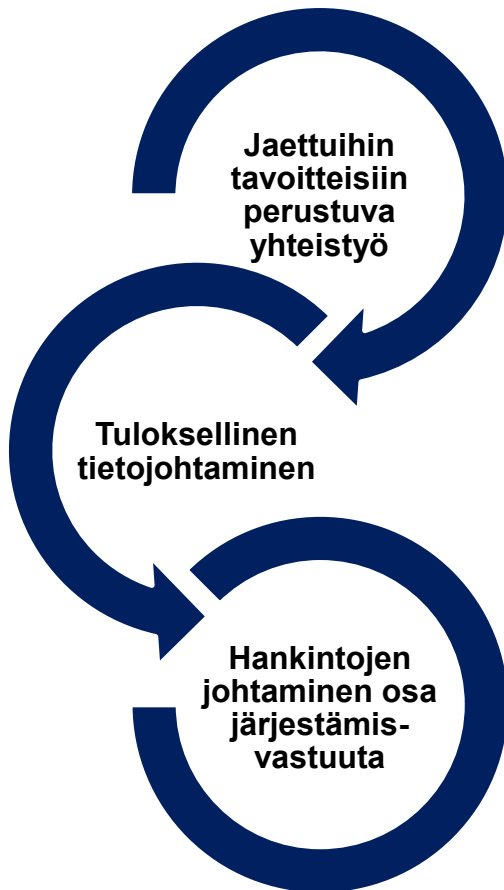 Jaettuihin
tavoitteisiin
perustuva
yhteistyö
Tuloksellinen
tietojohtaminen
Hankintojen
johtaminen osa
järjestämis-
vastuuta